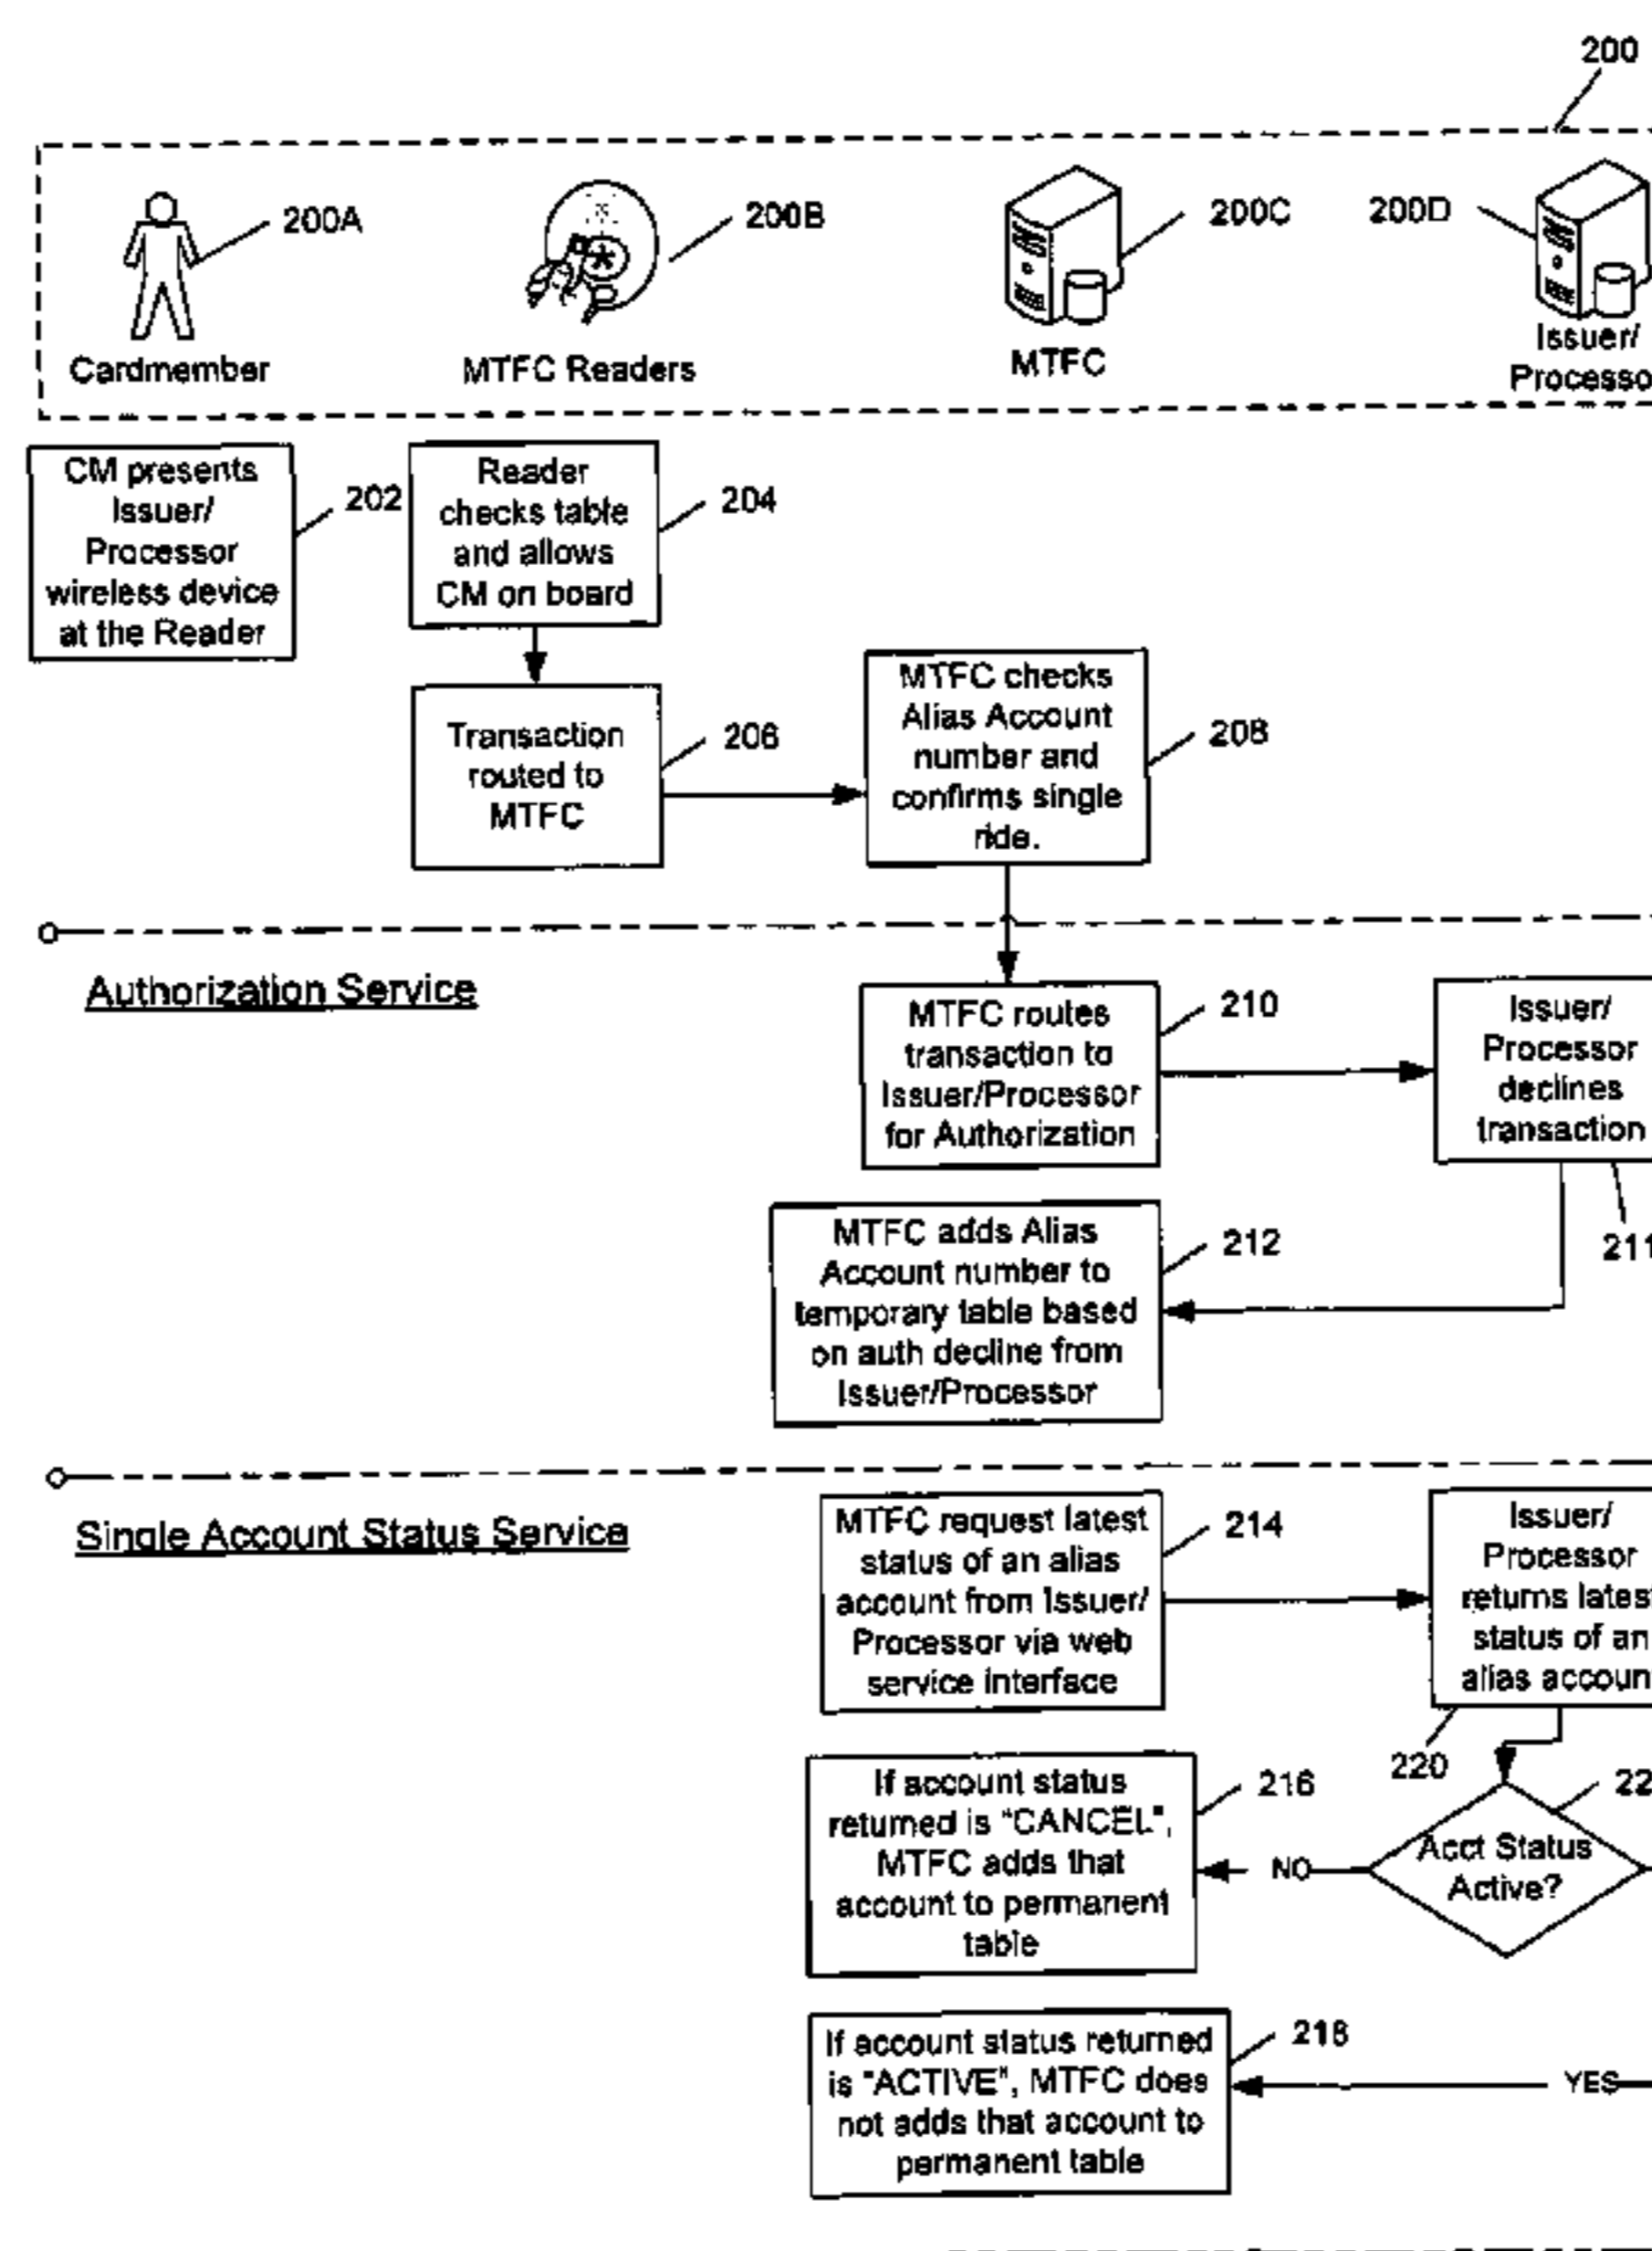 200
200A
200B
200C
200D
Cardmember
MTFC Readers
MTFC
Issuer/
CM presents
Issuer/
Processor
wireless device
at the Reader
202
Reader
checks table
and allows
CM on board
204
Transaction
routed to
MTFC
206
MTFC checks
Alias Account
number and
confirms single
ride.
208
Authorization Service
MTFC routes
transaction to
Issuer/Processor
for Authorization
210
Issuer/
Processor
declines
transaction
211
MTFC adds Alias
Account number to
temporary table based
on auth decline from
Issuer/Processor
212
Single Account Status Service
MTFC request latest
status of an alias
account from Issuer/
Processor via web
service interface
214
Issuer/
Processor
returns latest
status of an
alias
220
If account status
returned is "CANCEL",
MTFC adds that
account to permanent
table
216
NO
Acct Status
Active?
If account status returned
is "ACTIVE", MTFC does
not adds that account to
permanent table
218
YES